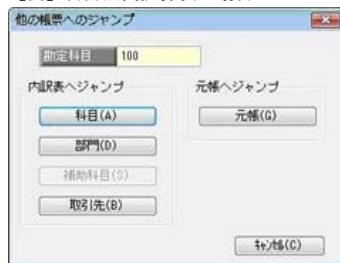 他の帳票へのジャンプ
勘定科目 100
内訳表へジャンプ
科目(A)
部門(D)
補助科目(S)
取引先(B)
元帳へジャンプ
元帳(G)
ｷｬﾝｾﾙ(C)